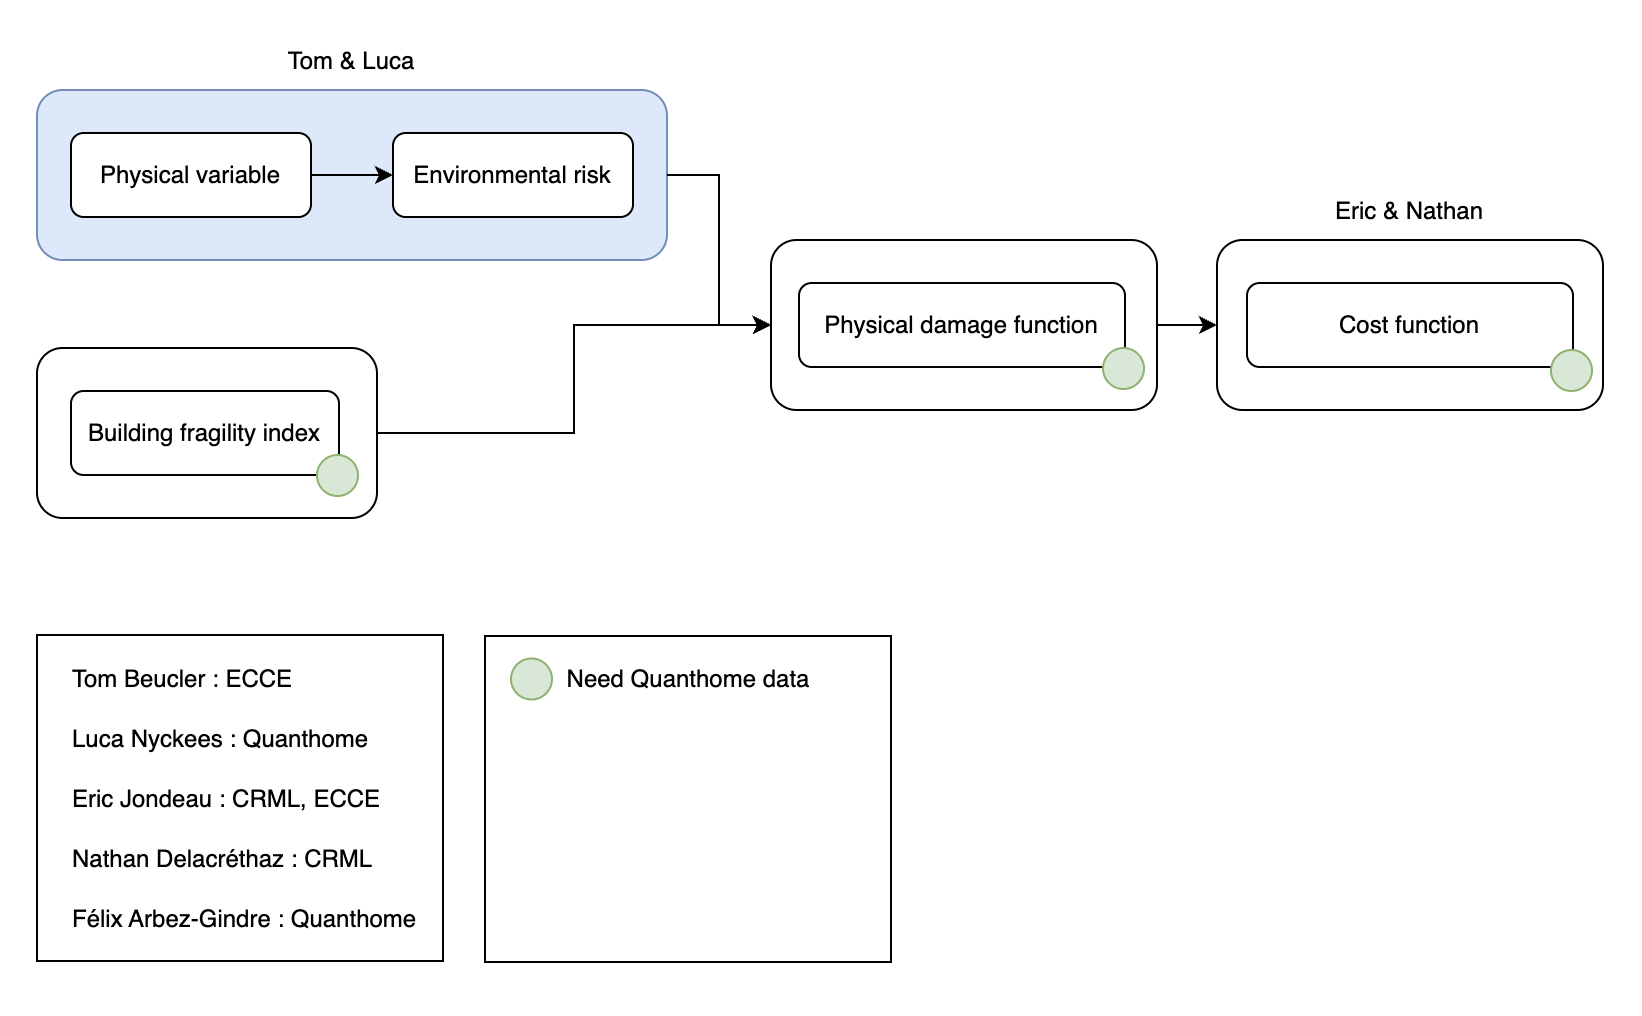 Tom & Luca
Physical variable
Environmental risk
Eric & Nathan
Physical damage function
Cost function
Building fragility index
Tom Beucler : ECCE
Luca Nyckees : Quanthome
Eric Jondeau : CRML, ECCE
Nathan Delacréthaz : CRML
Félix Arbez-Gindre : Quanthome
Need Quanthome data